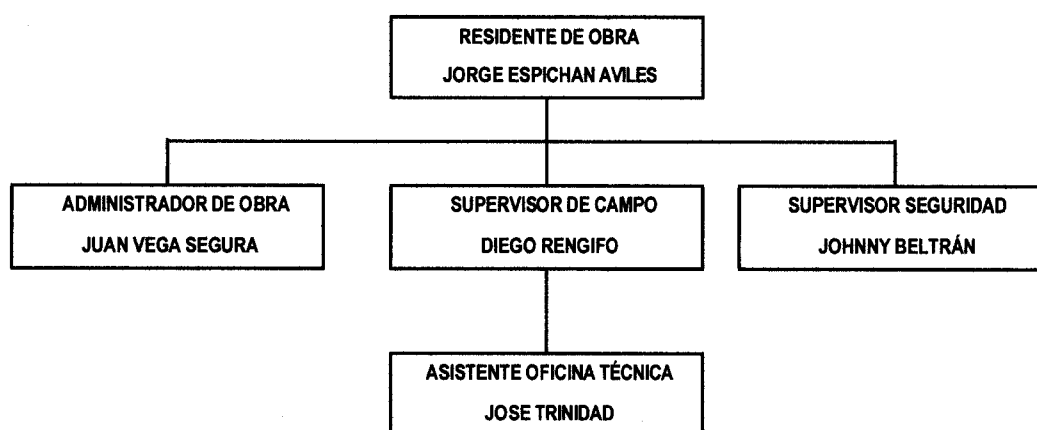 RESIDENTE DE OBRA
JORGE ESPICHAN AVILES
ADMINISTRADOR DE OBRA
JUAN VEGA SEGURA
SUPERVISOR DE CAMPO
DIEGO RENGIFO
SUPERVISOR SEGURIDAD
JOHNNY BELTRÁN
ASISTENTE OFICINA TÉCNICA
JOSE TRINIDAD